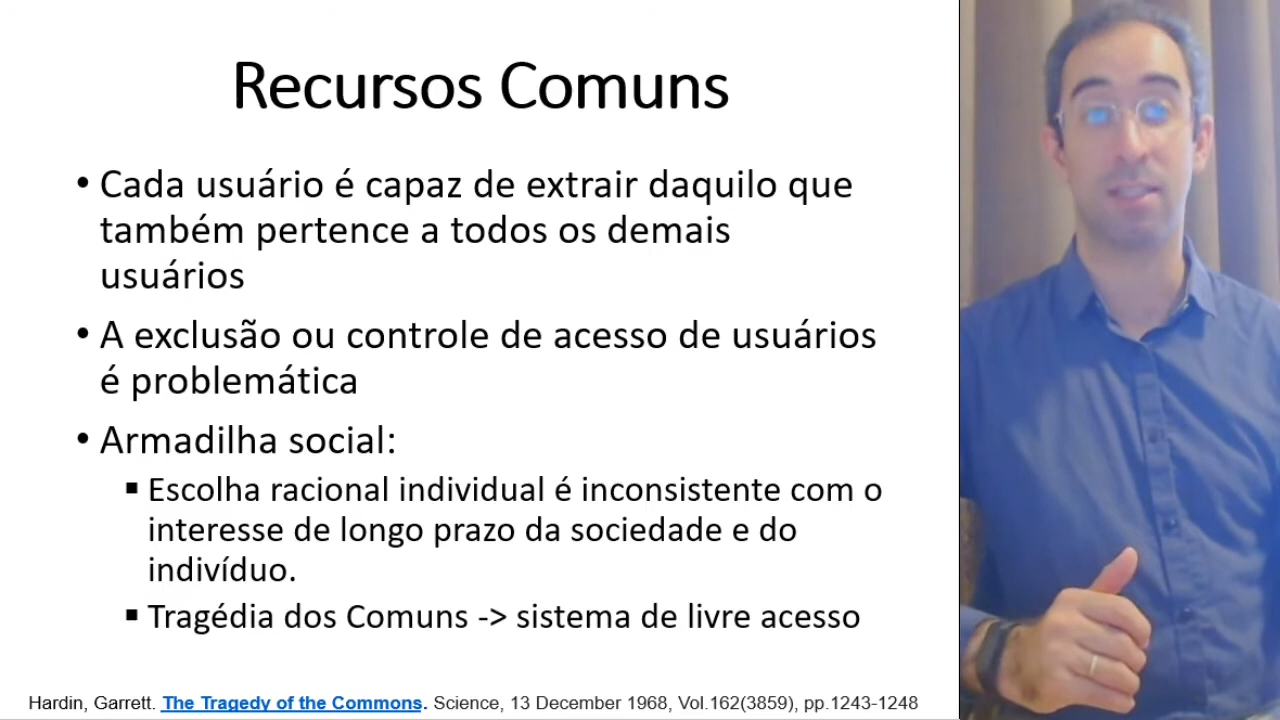 Recursos Comuns
• Cada usuário é capaz de extrair daquilo que
também pertence a todos os demais
usuários
• A exclusão ou controle de acesso de usuários
é problemática
• Armadilha social:
▪ Escolha racional individual é inconsistente com o
interesse de longo prazo da sociedade e do
indivíduo.
▪ Tragédia dos Comuns -> sistema de livre acesso
Hardin, Garrett. The Tragedy of the Commons. Science, 13 December 1968, Vol.162(3859), pp.1243-1248